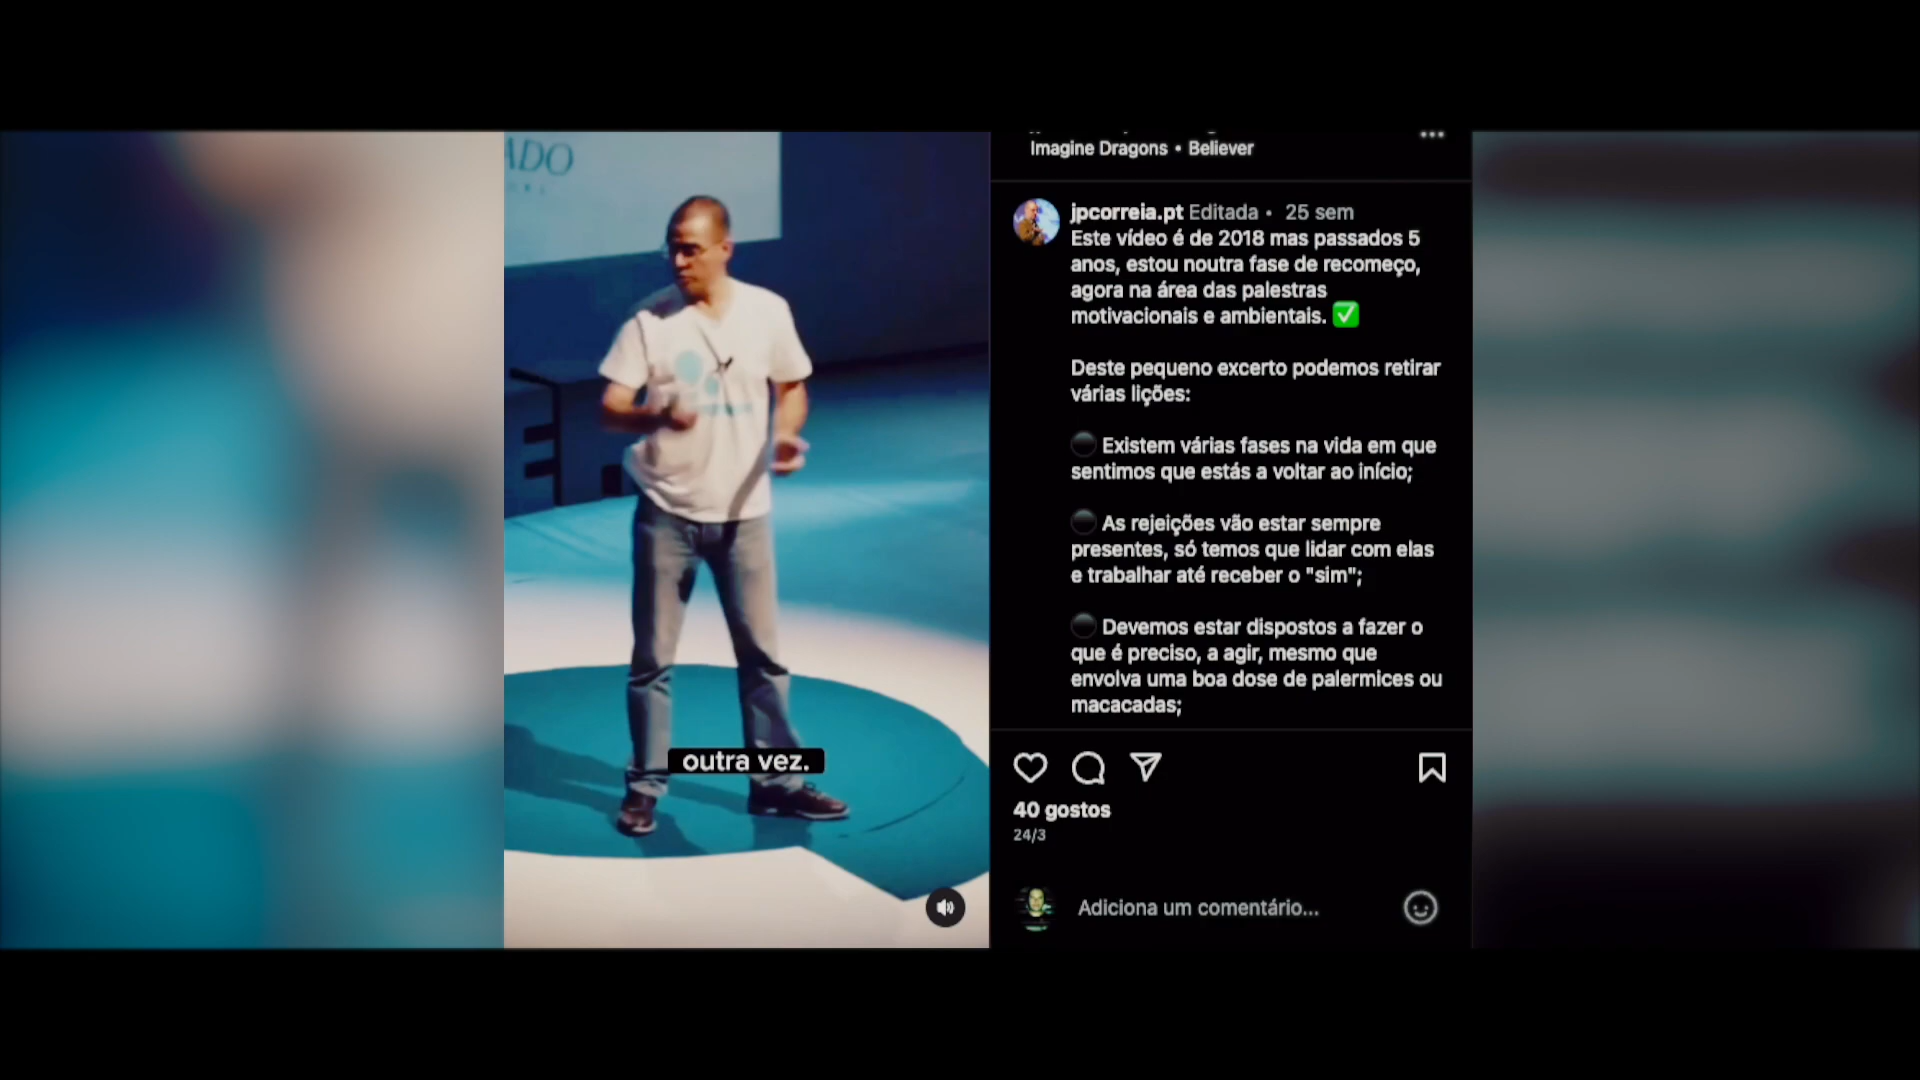 ADO
Imagine Dragons • Believer
jpcorreia.pt Editada • 25 sem
Este vídeo é de 2018 mas passados 5
anos, estou noutra fase de recomeço,
agora na área das palestras
motivacionais e ambientais. ✅
Deste pequeno excerto podemos retirar
várias lições:
⚫ Existem várias fases na vida em que
sentimos que estás a voltar ao início;
⚫ As rejeições vão estar sempre
presentes, só temos que lidar com elas
e trabalhar até receber o "sim";
⚫ Devemos estar dispostos a fazer o
que é preciso, a agir, mesmo que
envolva uma boa dose de palermices ou
macacadas;
outra vez.
40 gostos
24/3
Adiciona um comentário...